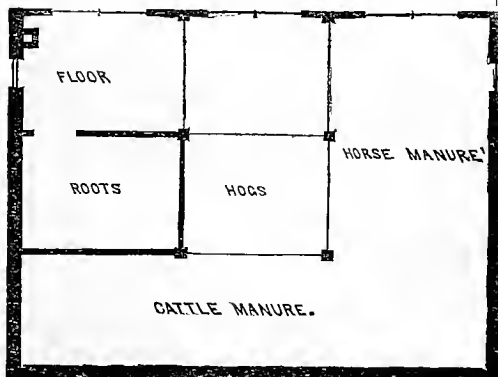 FLOOR
HORSE MANURE'
ROOTS
HOGS
CATTLE MANURE.